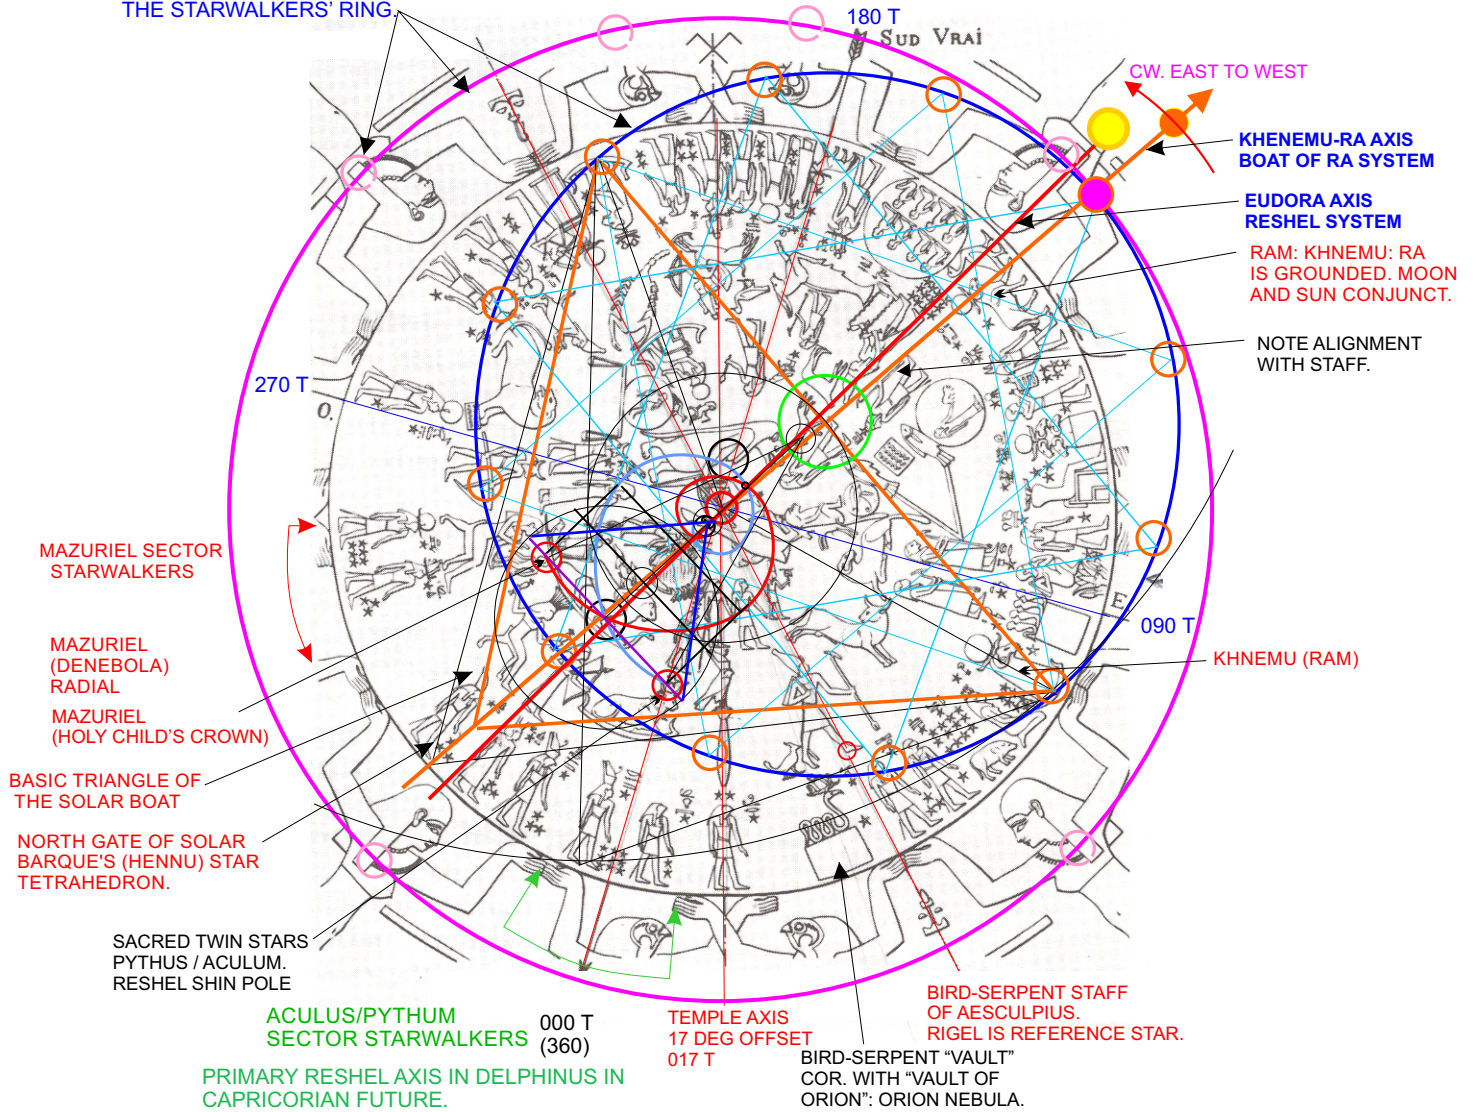 THE STARWALKERS' RING.
180 T
SUD VRAI
CW. EAST TO WEST
KHENEMU-RA AXIS
BOAT OF RA SYSTEM
EUDORA AXIS
RESHEL SYSTEM
RAM: KHNEMU: RA
IS GROUNDED. MOON
AND SUN CONJUNCT.
NOTE ALIGNMENT
WITH STAFF.
270 T
O.
MAZURIEL SECTOR
STARWALKERS
E
090 T
MAZURIEL
(DENEBOLA)
RADIAL
KHNEMU (RAM)
MAZURIEL
(HOLY CHILD'S CROWN)
BASIC TRIANGLE OF
THE SOLAR BOAT
NORTH GATE OF SOLAR
BARQUE'S (HENNU) STAR
TETRAHEDRON.
SACRED TWIN STARS
PYTHUS / ACULUM.
RESHEL SHIN POLE
ACULUS/PYTHUM
SECTOR STARWALKERS
000 T
(360)
PRIMARY RESHEL AXIS IN DELPHINUS IN
CAPRICORIAN FUTURE.
TEMPLE AXIS
17 DEG OFFSET
017 T
BIRD-SERPENT STAFF
OF AESCULPIUS.
RIGEL IS REFERENCE STAR.
BIRD-SERPENT “VAULT”
COR. WITH “VAULT OF
ORION”: ORION NEBULA.